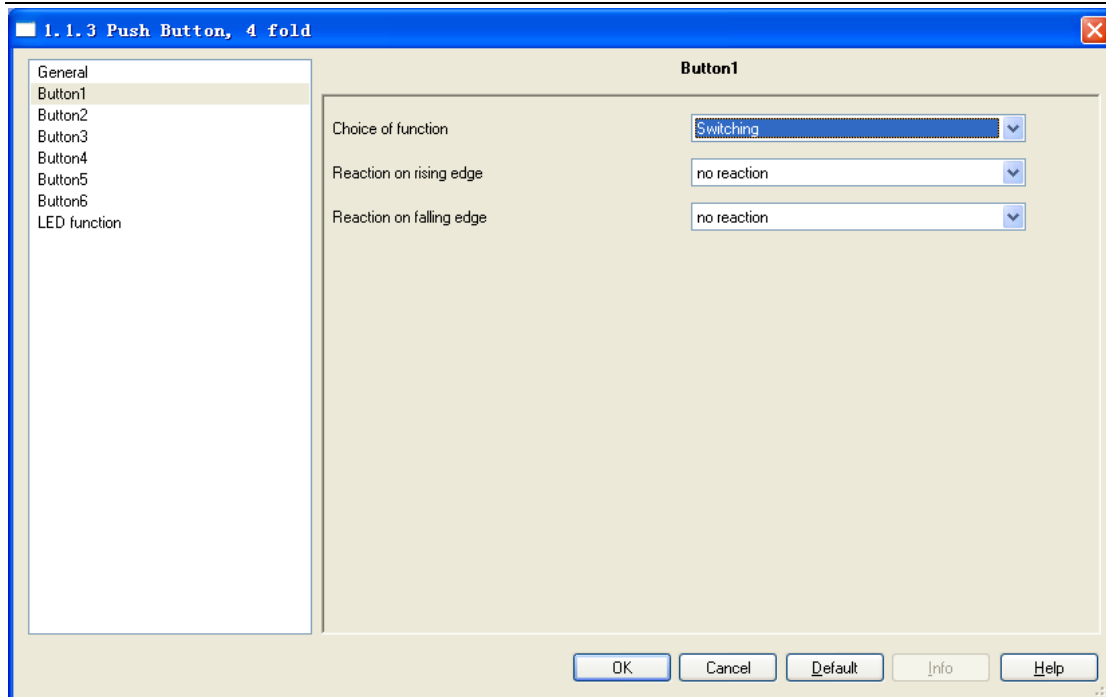 1.1.3 Push Button, 4 fold
General
Button1
Button2
Button3
Button4
Button5
Button6
LED function
Button1
Choice of function Switching
Reaction on rising edge no reaction
Reaction on falling edge no reaction
OK Cancel Default Info Help